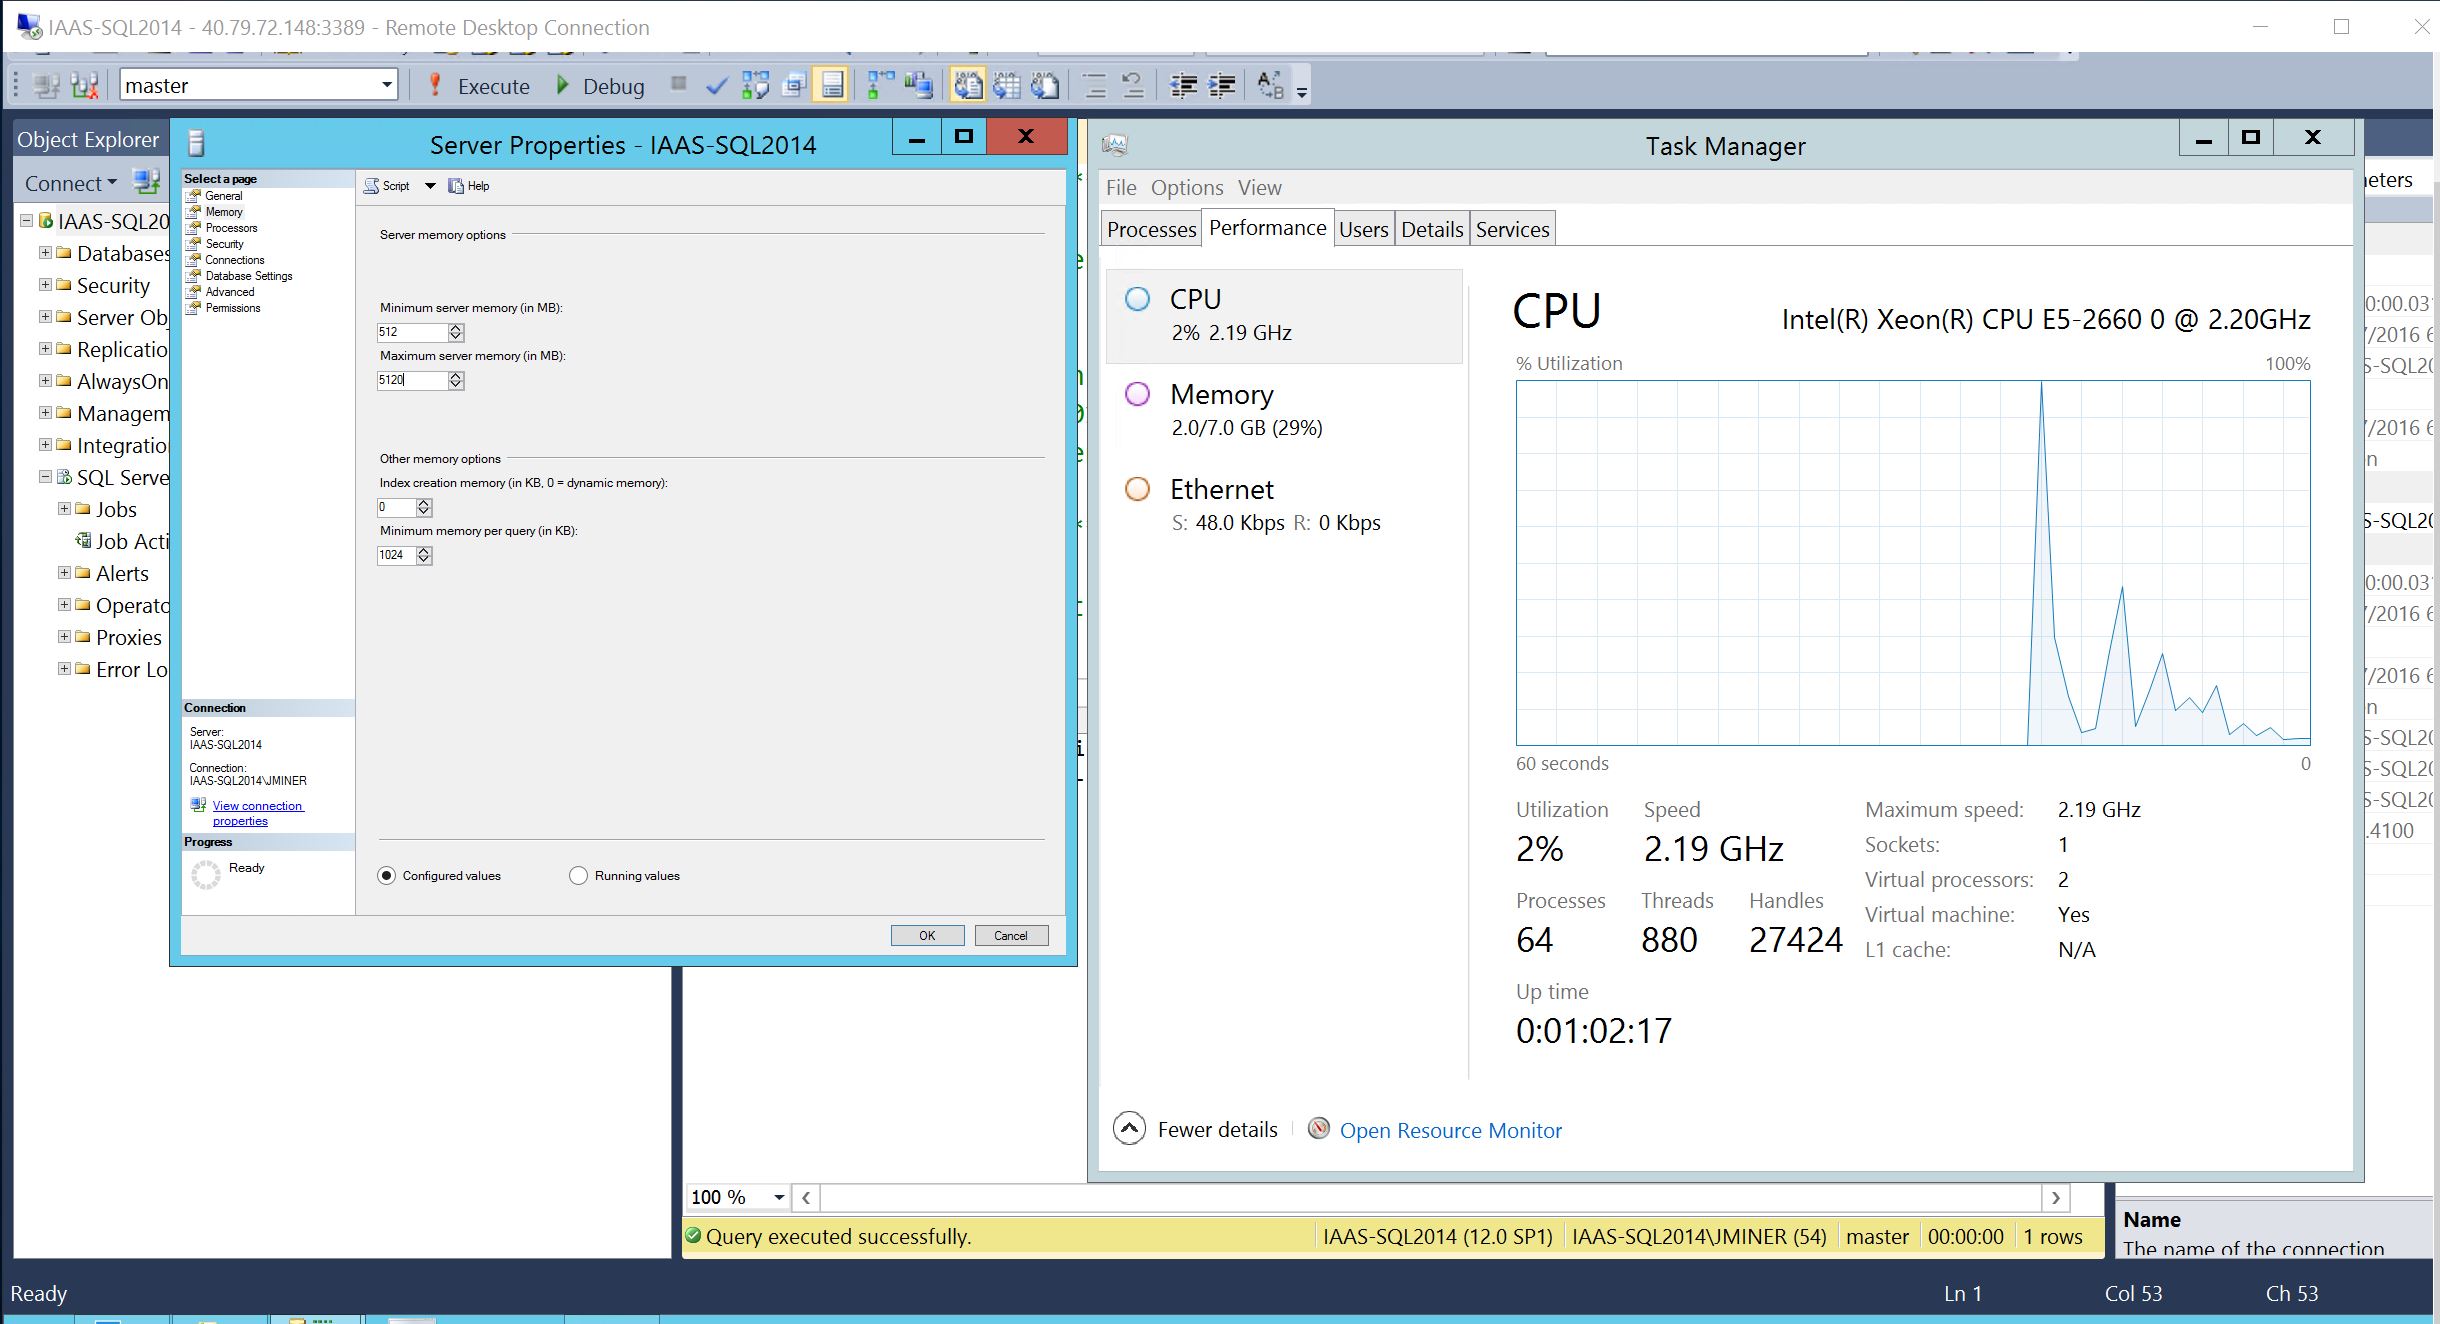 IAAS-SQL2014 - 40.79.72.148:3389 - Remote Desktop Connection
master
Execute
Debug
Object Explorer
Connect
IAAS-SQL20
Databases
Security
Server Ob
Replicatio
AlwaysOn
Managem
Integration
SQL Serve
Jobs
Job Acti
Alerts
Operato
Proxies
Error Lo
Server Properties - IAAS-SQL2014
Select a page
General
Memory
Processors
Security
Connections
Database Settings
Advanced
Permissions
Script
Help
Server memory options
Minimum server memory (in MB):
512
Maximum server memory (in MB):
5120
Other memory options
Index creation memory (in KB, 0 = dynamic memory):
0
Minimum memory per query (in KB):
1024
Connection
Server:
IAAS-SQL2014
Connection:
IAAS-SQL2014\JMINER
View connection
properties
Progress
Ready
Configured values
Running values
OK
Cancel
Task Manager
File Options View
Processes Performance Users Details Services
CPU
2% 2.19 GHz
Memory
2.0/7.0 GB (29%)
Ethernet
S: 48.0 Kbps R: 0 Kbps
CPU
Intel(R) Xeon(R) CPU E5-2660 0 @ 2.20GHz
% Utilization
100%
60 seconds
0
Utilization
2%
Speed
2.19 GHz
Processes
64
Threads
880
Handles
27424
Up time
0:01:02:17
Maximum speed: 2.19 GHz
Sockets: 1
Virtual processors: 2
Virtual machine: Yes
L1 cache: N/A
Fewer details
Open Resource Monitor
eters
0:00.03
/2016 6
S-SQL20
/2016 6
n
S-SQL20
0:00.03
/2016 6
/2016 6
n
S-SQL20
S-SQL20
S-SQL20
.4100
100 %
Query executed successfully.
IAAS-SQL2014 (12.0 SP1)
IAAS-SQL2014\JMINER (54)
master
00:00:00
1 rows
Name
The name of the connection
Ready
Ln 1
Col 53
Ch 53